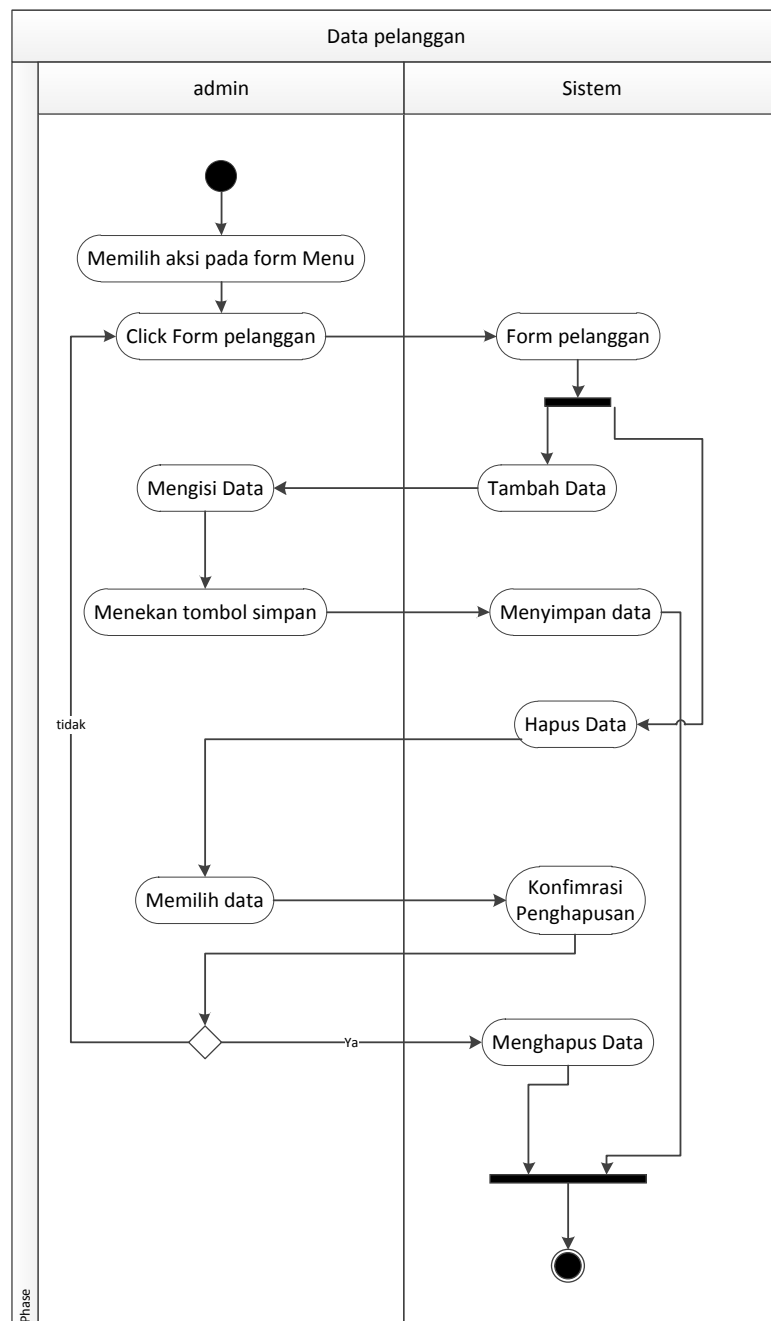 Data pelanggan
admin
Sistem
Memilih aksi pada form Menu
Click Form pelanggan
Form pelanggan
Mengisi Data
Tambah Data
Menekan tombol simpan
Menyimpan data
tidak
Hapus Data
Memilih data
Konfimrasi
Penghapusan
Ya
Menghapus Data
Phase